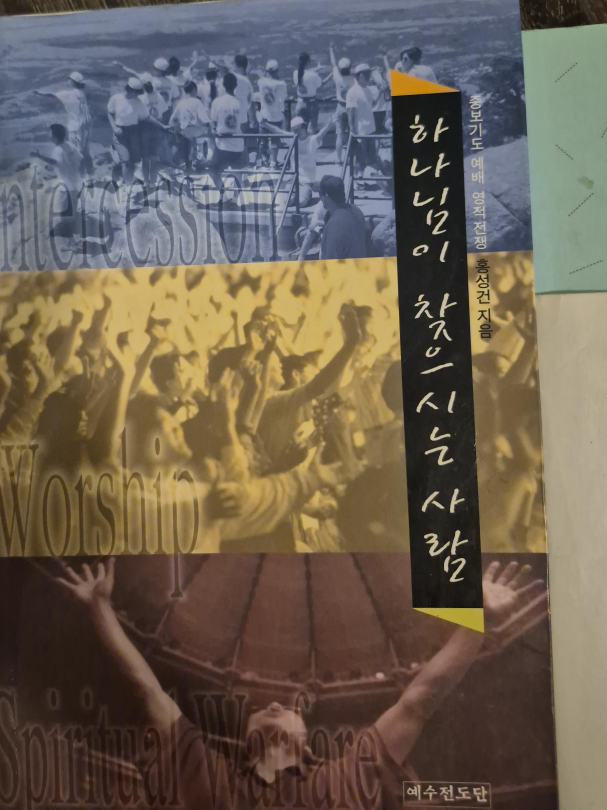 중보기도 예배 영적전쟁 홍성건 지음
하나님이 찾으시는 사람
ntercession
Worship
Spiritual Warfare
예수전도단